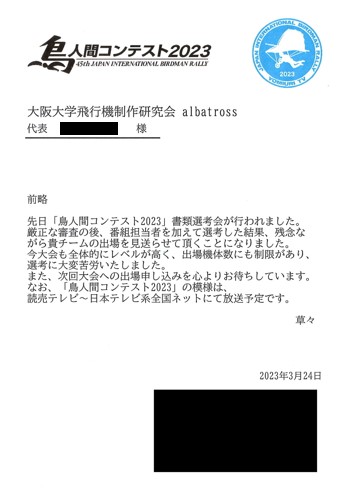 鳥人間コンテスト2023
45th JAPAN INTERNATIONAL BIRDMAN RALLY
JAPAN INTERNATIONAL BIRDMAN RALLY
2023
YOMIURI TV
大阪大学飛行機制作研究会 albatross
代表 様
前略
先日「鳥人間コンテスト2023」書類選考会が行われました。
厳正な審査の後、番組担当者を加えて選考した結果、残念な
がら貴チームの出場を見送らせて頂くことになりました。
今大会も全体的にレベルが高く、出場機体数にも制限があり、
選考に大変苦労いたしました。
また、次回大会への出場申し込みを心よりお待ちしています。
なお、「鳥人間コンテスト2023」の模様は、
読売テレビ～日本テレビ系全国ネットにて放送予定です。
草々
2023年3月24日